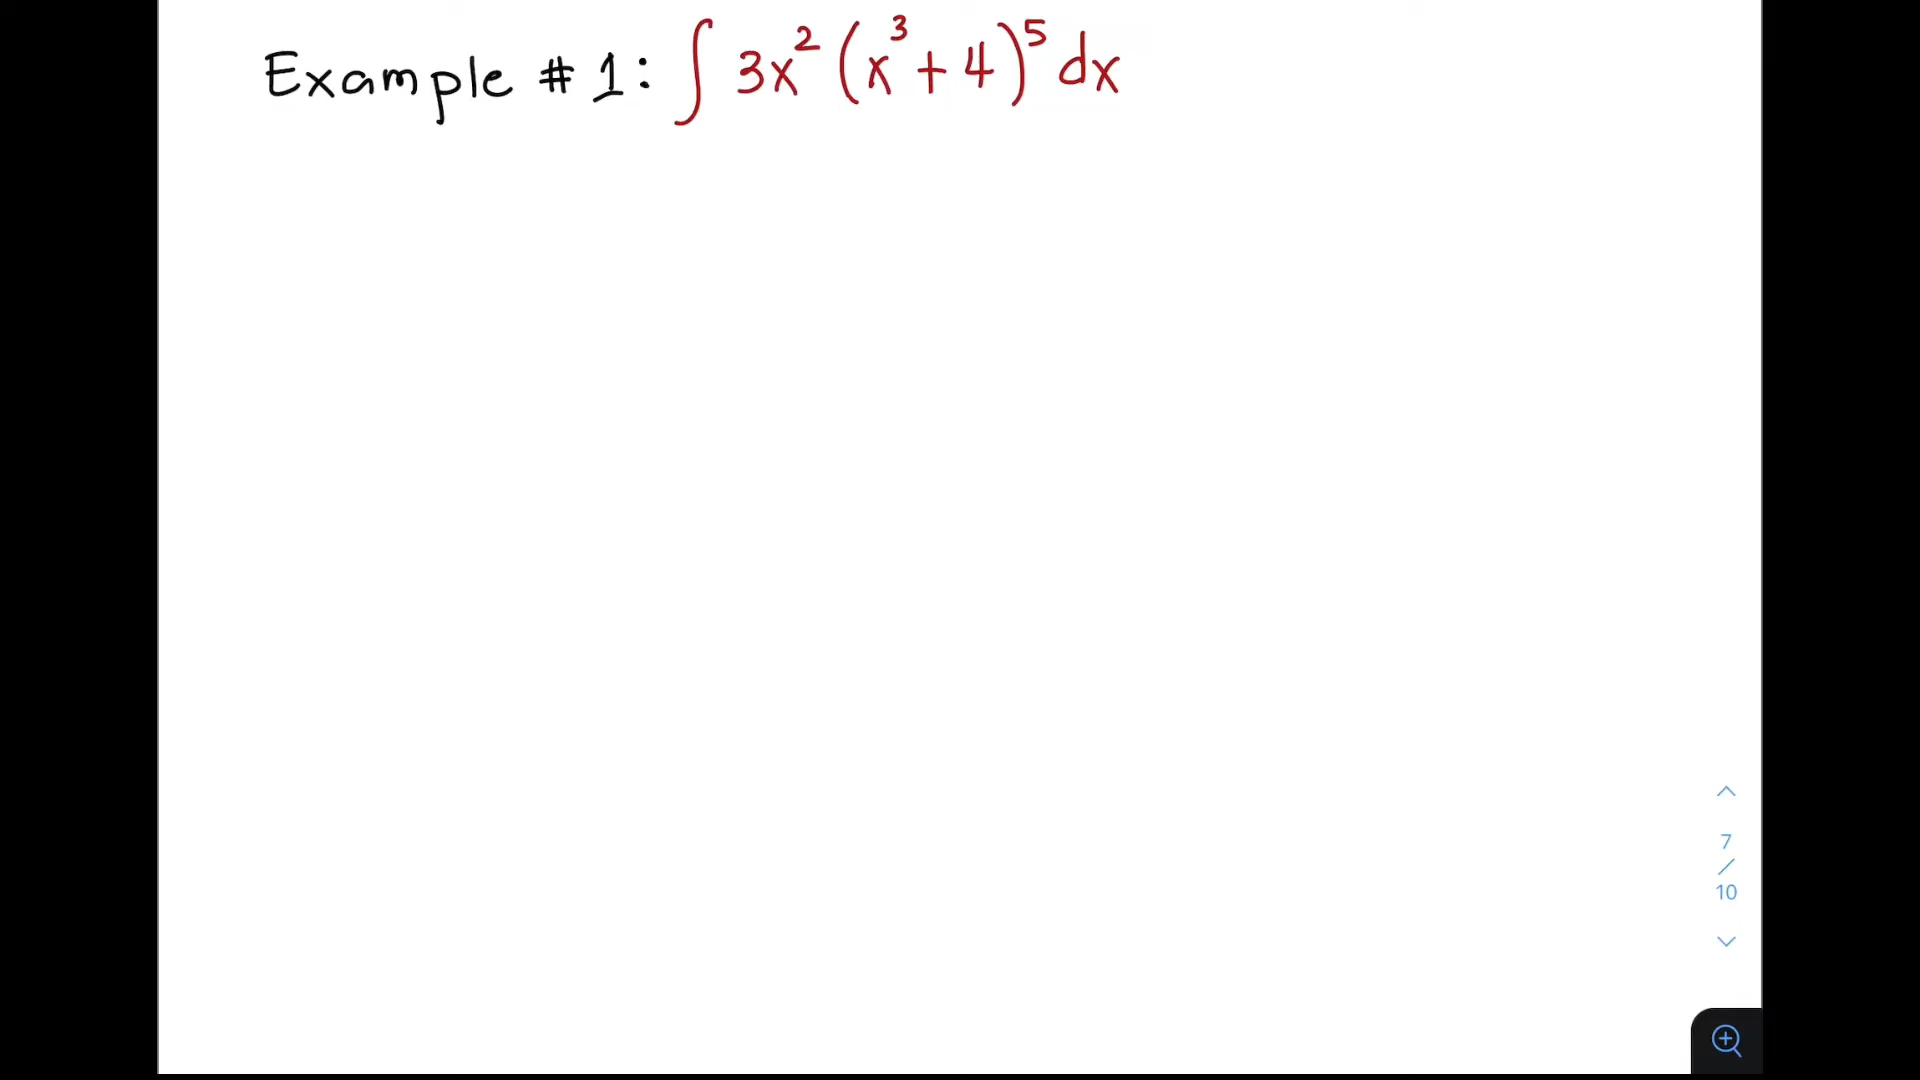 Example #1: ∫ 3x² (x³ + 4)⁵ dx
7
/
10